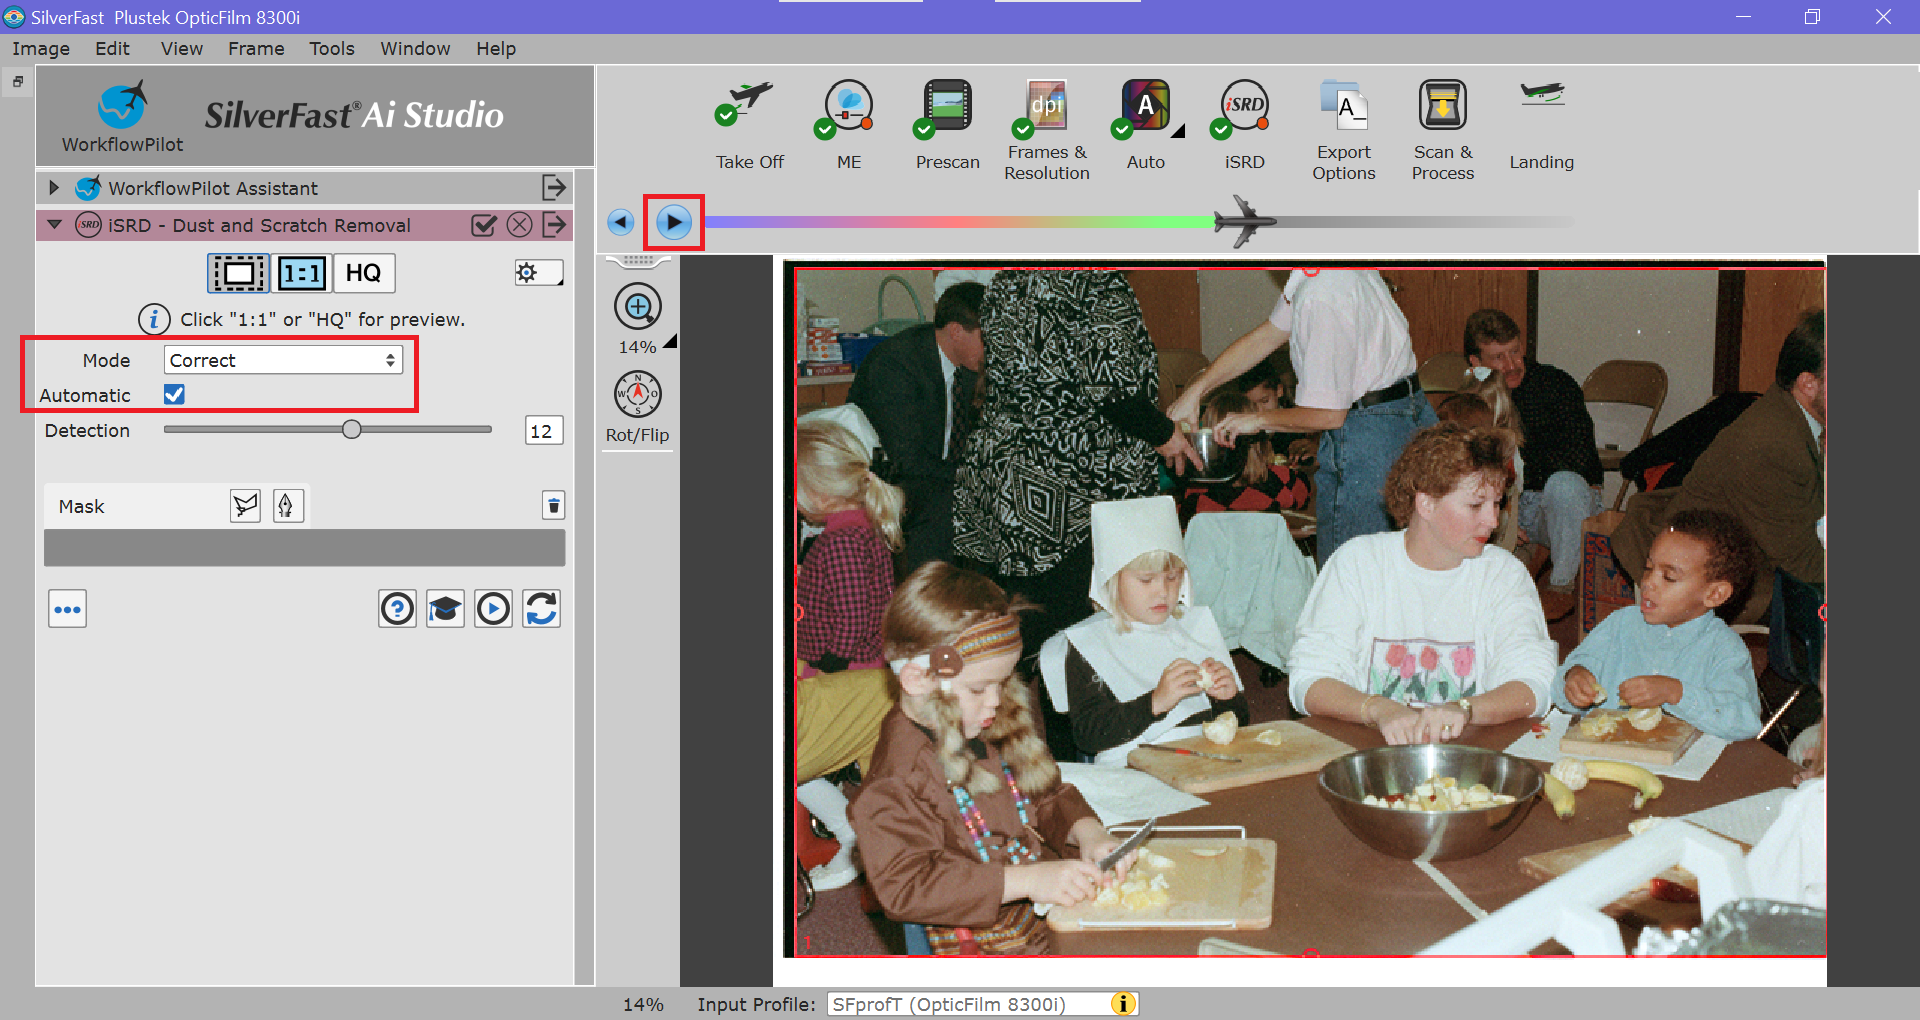 SilverFast Plustek OpticFilm 8300i
Image Edit View Frame Tools Window Help
WorkflowPilot
SilverFast® Ai Studio
Take Off
ME
Prescan
dpi
Frames &
Resolution
A
Auto
iSRD
iSRD
A_
Export
Options
Scan &
Process
Landing
WorkflowPilot Assistant
iSRD iSRD - Dust and Scratch Removal
1:1 HQ
i Click "1:1" or "HQ" for preview.
Mode Correct
Automatic
Detection 12
Mask
?
14%
N
W O
S
Rot/Flip
1
14% Input Profile: SFprofT (OpticFilm 8300i) i